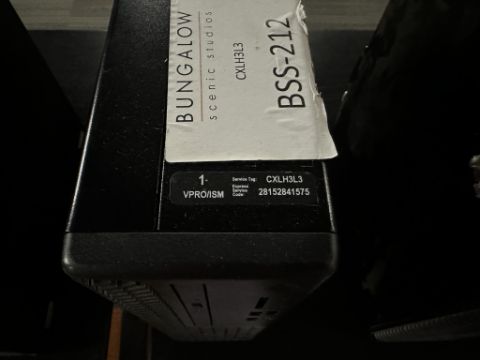 BUNGALOW
scenic studios
CXLH3L3
BSS-212
1-
VPRO/ISM
Service Tag: CXLH3L3
Express Service Code: 28152841575